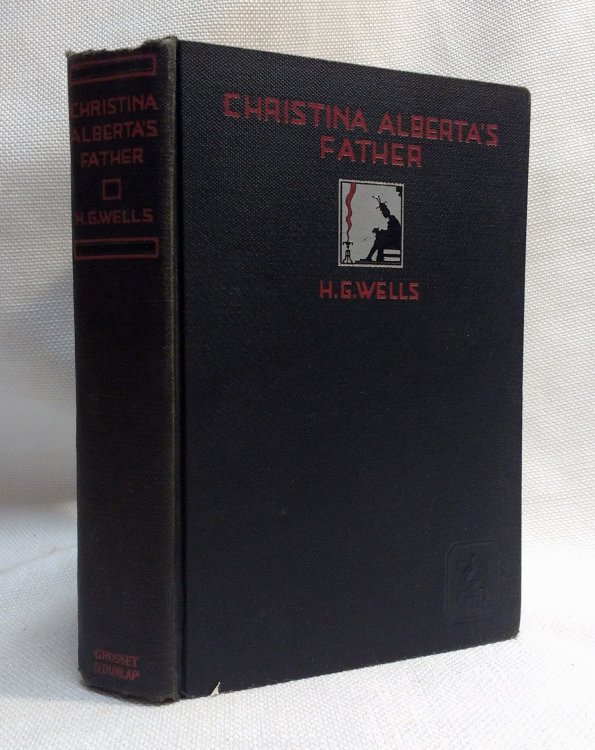 CHRISTINA
ALBERTA'S
FATHER
H.G.WELLS
GROSSET
& DUNLAP
CHRISTINA ALBERTA'S
FATHER
H.G.WELLS
G&D